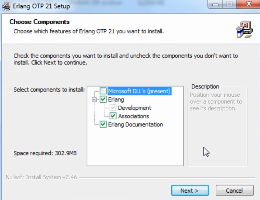 Erlang OTP 21 Setup
Choose Components
Choose which features of Erlang OTP 21 you want to install.
Check the components you want to install and uncheck the components you don't want to
install. Click Next to continue.
Select components to install:
Microsoft DLL's (present)
Erlang
Development
Associations
Erlang Documentation
Description
Position your mouse
over a component to
see its description.
Space required: 302.9MB
Nullsoft Install System v2.46
Next >
Cancel